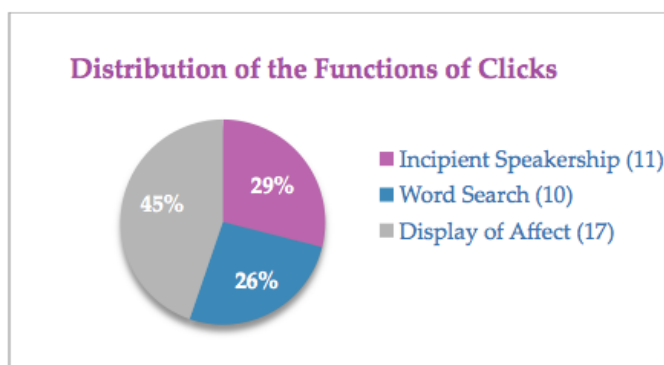 Distribution of the Functions of Clicks
29%
45%
26%
Incipient Speakership (11)
Word Search (10)
Display of Affect (17)